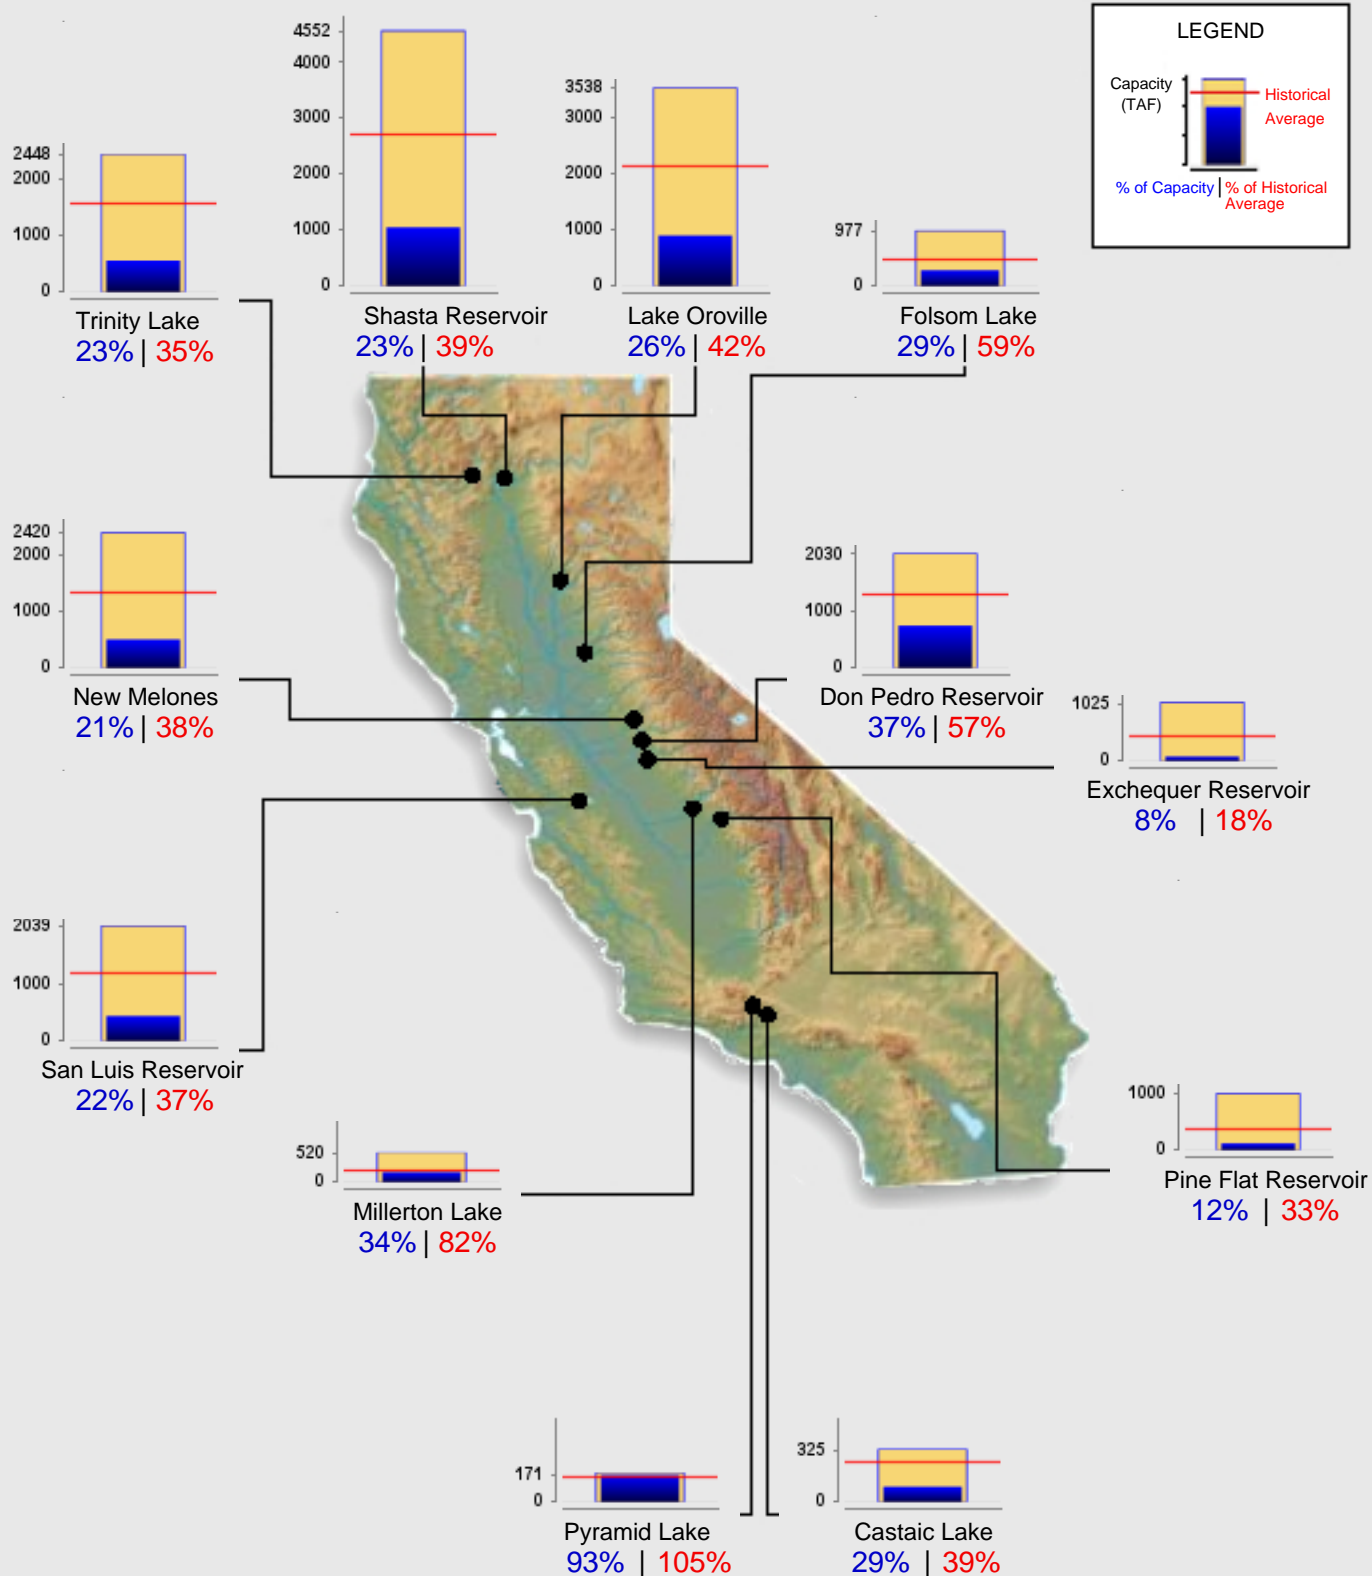 LEGEND
Capacity
(TAF)
Historical
Average
% of Capacity | % of Historical
Average
4552
4000
3000
2000
1000
0
Shasta Reservoir
23% | 39%
3538
3000
2000
1000
0
Lake Oroville
26% | 42%
2448
2000
1000
0
Trinity Lake
23% | 35%
977
0
Folsom Lake
29% | 59%
2420
2000
1000
0
New Melones
21% | 38%
2030
1000
0
Don Pedro Reservoir
37% | 57%
1025
0
Exchequer Reservoir
8% | 18%
2039
1000
0
San Luis Reservoir
22% | 37%
520
0
Millerton Lake
34% | 82%
1000
0
Pine Flat Reservoir
12% | 33%
171
0
Pyramid Lake
93% | 105%
325
0
Castaic Lake
29% | 39%